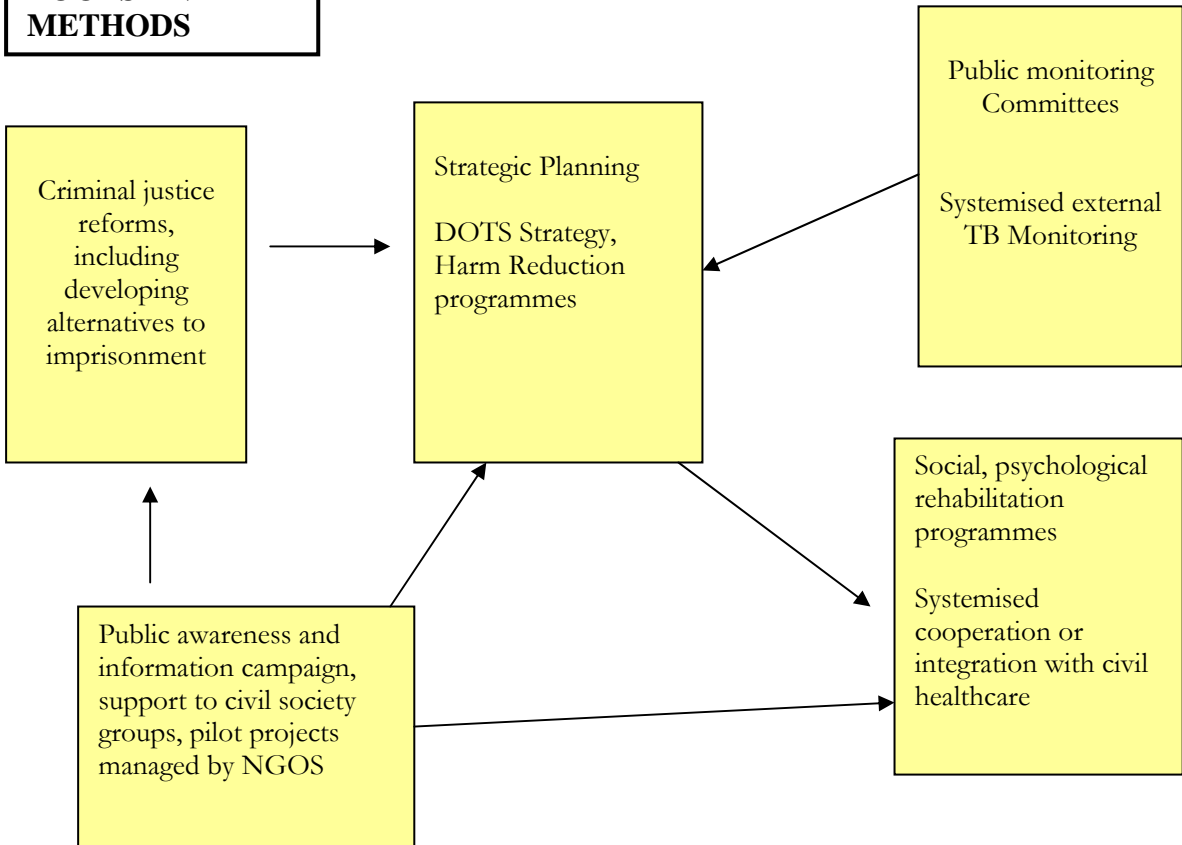 METHODS
Public monitoring
Committees
Systemised external
TB Monitoring
Criminal justice
reforms,
including
developing
alternatives to
imprisonment
Strategic Planning
DOTS Strategy,
Harm Reduction
programmes
Social, psychological
rehabilitation
programmes
Systemised
cooperation or
integration with civil
healthcare
Public awareness and
information campaign,
support to civil society
groups, pilot projects
managed by NGOS